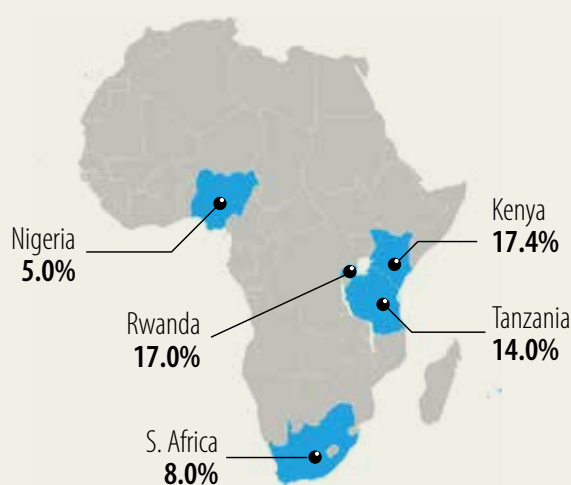 Nigeria
5.0%
Kenya
17.4%
Rwanda
17.0%
Tanzania
14.0%
S. Africa
8.0%